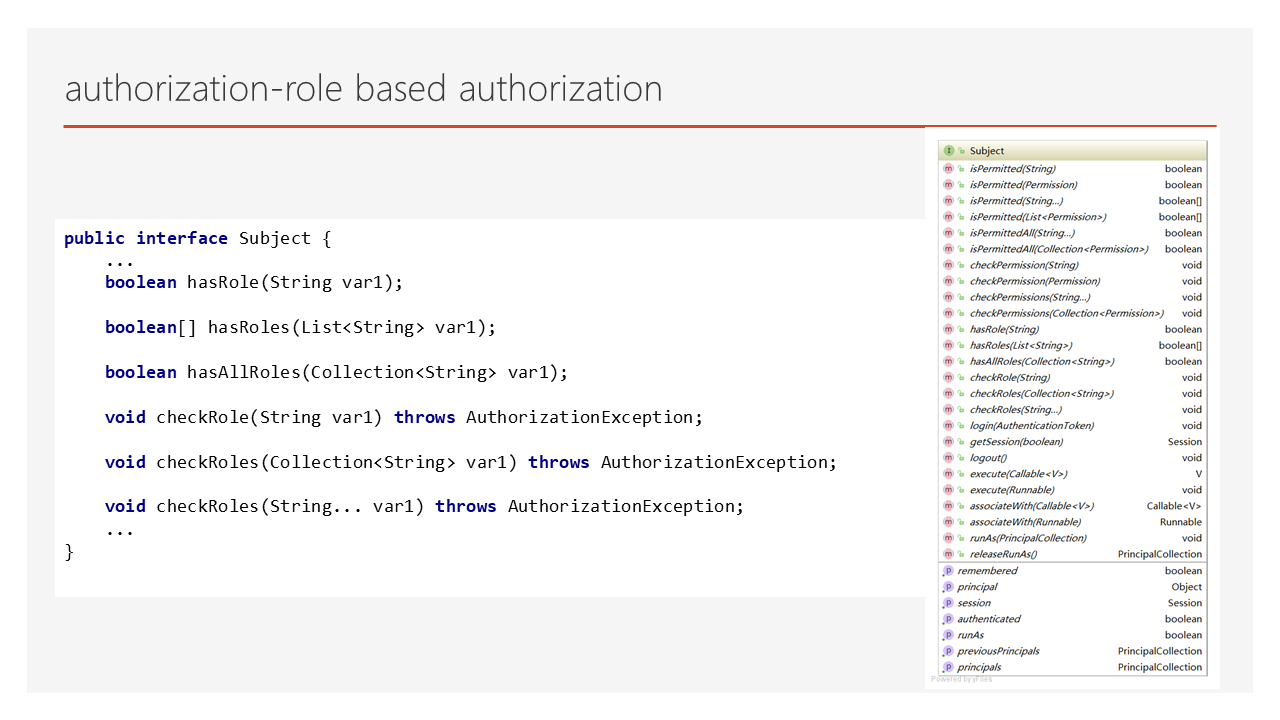 authorization-role based authorization
public interface Subject {
...
boolean hasRole(String var1);
boolean[] hasRoles(List<String> var1);
boolean hasAllRoles(Collection<String> var1);
void checkRole(String var1) throws AuthorizationException;
void checkRoles(Collection<String> var1) throws AuthorizationException;
void checkRoles(String... var1) throws AuthorizationException;
...
}
I Subject
m isPermitted(String) boolean
m isPermitted(Permission) boolean
m isPermitted(String...) boolean[]
m isPermitted(List<Permission>) boolean[]
m isPermittedAll(String...) boolean
m isPermittedAll(Collection<Permission>) boolean
m checkPermission(String) void
m checkPermission(Permission) void
m checkPermissions(String...) void
m checkPermissions(Collection<Permission>) void
m hasRole(String) boolean
m hasRoles(List<String>) boolean[]
m hasAllRoles(Collection<String>) boolean
m checkRole(String) void
m checkRoles(Collection<String>) void
m checkRoles(String...) void
m login(AuthenticationToken) void
m getSession(boolean) Session
m logout() void
m execute(Callable<V>) V
m execute(Runnable) void
m associateWith(Callable<V>) Callable<V>
m associateWith(Runnable) Runnable
m runAs(PrincipalCollection) void
m releaseRunAs() PrincipalCollection
p remembered boolean
p principal Object
p session Session
p authenticated boolean
p runAs boolean
p previousPrincipals PrincipalCollection
p principals PrincipalCollection
Powered by yFiles